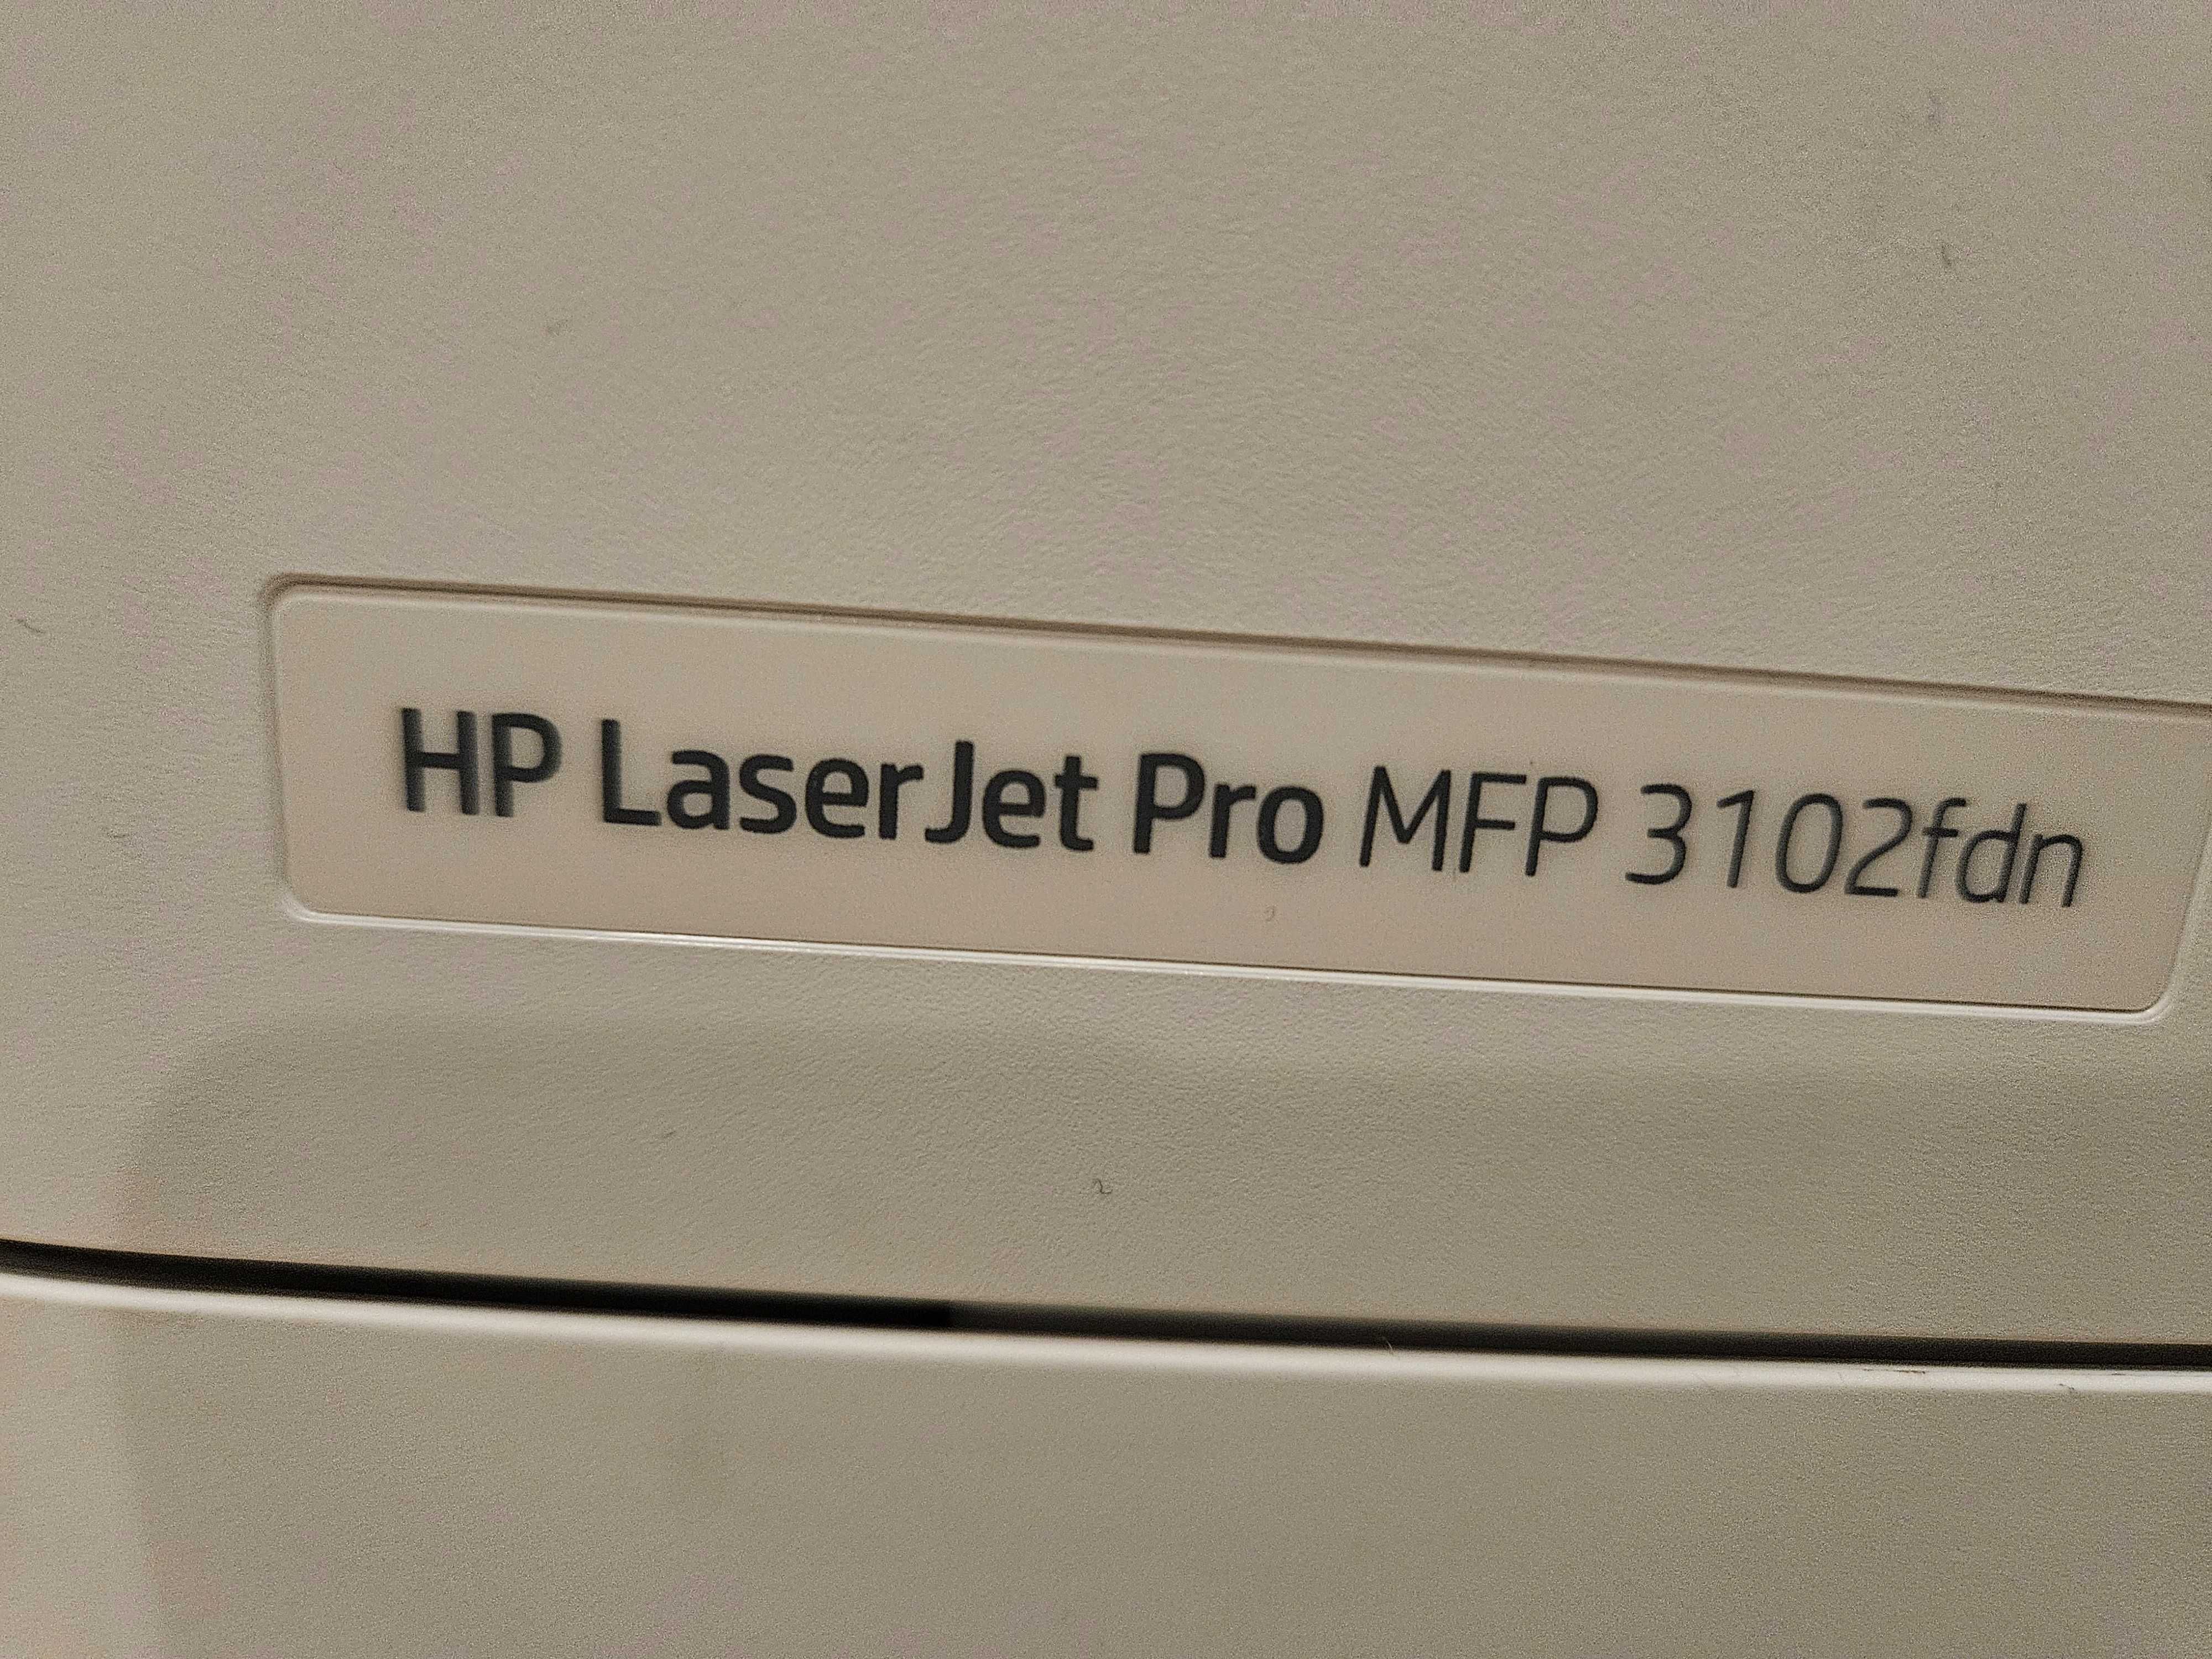 HP LaserJet Pro MFP 3102fdn